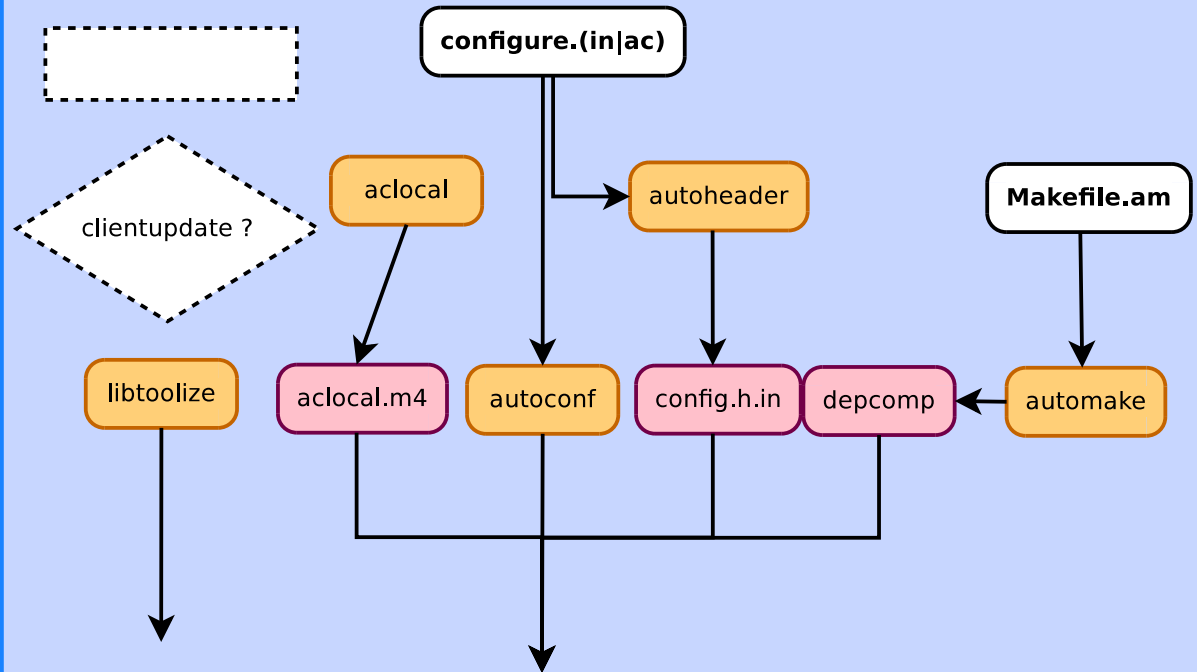 configure.(in|ac)
aclocal
autoheader
Makefile.am
clientupdate ?
libtoolize
aclocal.m4
autoconf
config.h.in
depcomp
automake